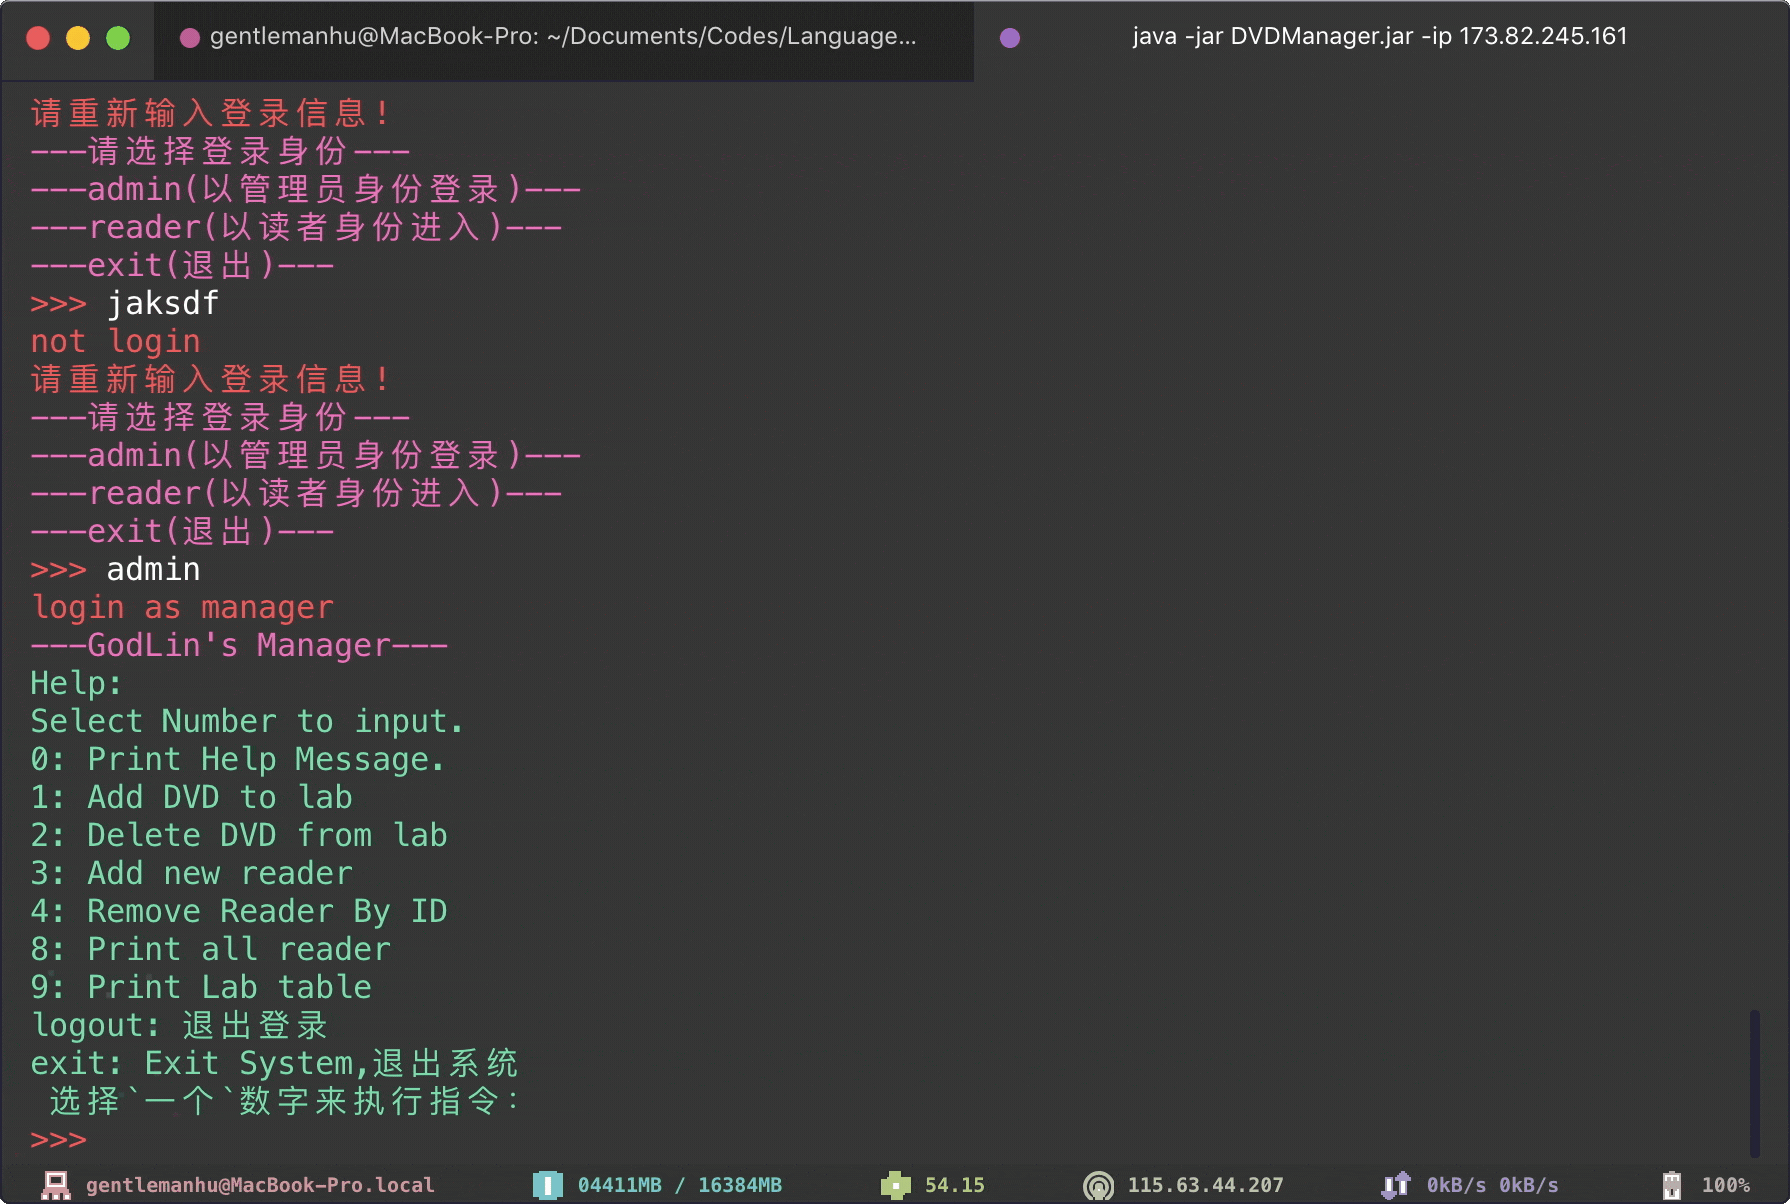 gentlemanhu@MacBook-Pro: ~/Documents/Codes/Language...
java -jar DVDManager.jar -ip 173.82.245.161
请重新输入登录信息!
---请选择登录身份---
---admin(以管理员身份登录)---
---reader(以读者身份进入)---
---exit(退出)---
>>> jaksdf
not login
请重新输入登录信息!
---请选择登录身份---
---admin(以管理员身份登录)---
---reader(以读者身份进入)---
---exit(退出)---
>>> admin
login as manager
---GodLin's Manager---
Help:
Select Number to input.
0: Print Help Message.
1: Add DVD to lab
2: Delete DVD from lab
3: Add new reader
4: Remove Reader By ID
8: Print all reader
9: Print Lab table
logout: 退出登录
exit: Exit System,退出系统
选择`一个`数字来执行指令:
>>>
gentlemanhu@MacBook-Pro.local 04411MB / 16384MB 54.15 115.63.44.207 0kB/s 0kB/s 100%